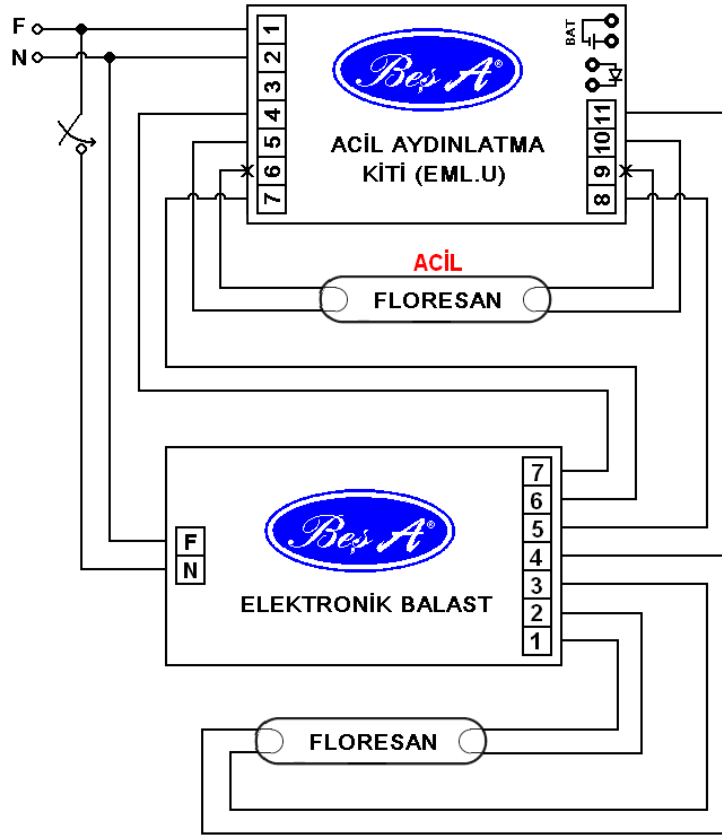 F
N
1
2
3
4
5
6
7
Beş A®
ACİL AYDINLATMA
KİTİ (EML.U)
BAT
11
10
9
8
ACİL
FLORESAN
F
N
Beş A®
ELEKTRONİK BALAST
7
6
5
4
3
2
1
FLORESAN